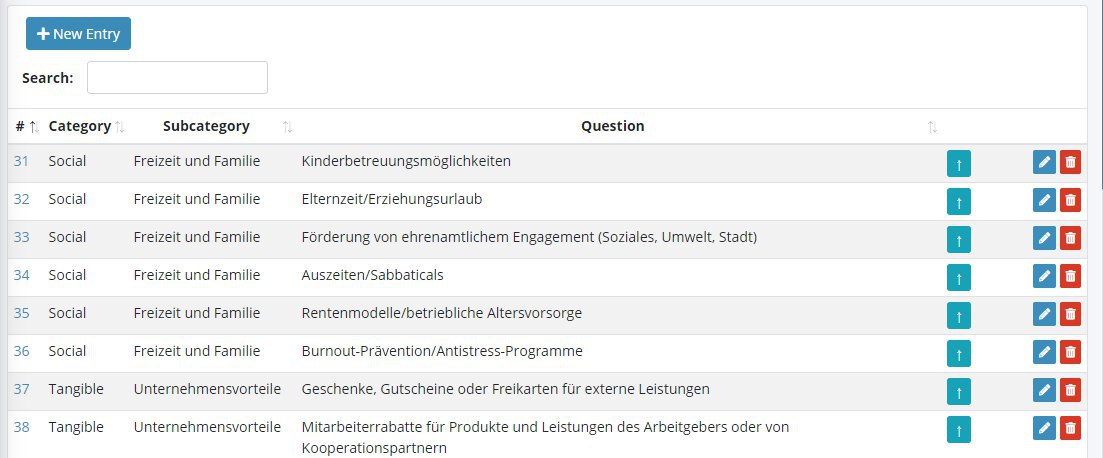 New Entry
Search:
# Category Subcategory Question
31 Social Freizeit und Familie Kinderbetreuungsmöglichkeiten
32 Social Freizeit und Familie Elternzeit/Erziehungsurlaub
33 Social Freizeit und Familie Förderung von ehrenamtlichem Engagement (Soziales, Umwelt, Stadt)
34 Social Freizeit und Familie Auszeiten/Sabbaticals
35 Social Freizeit und Familie Rentenmodelle/betriebliche Altersvorsorge
36 Social Freizeit und Familie Burnout-Prävention/Antistress-Programme
37 Tangible Unternehmensvorteile Geschenke, Gutscheine oder Freikarten für externe Leistungen
38 Tangible Unternehmensvorteile Mitarbeiterrabatte für Produkte und Leistungen des Arbeitgebers oder von
Kooperationspartnern